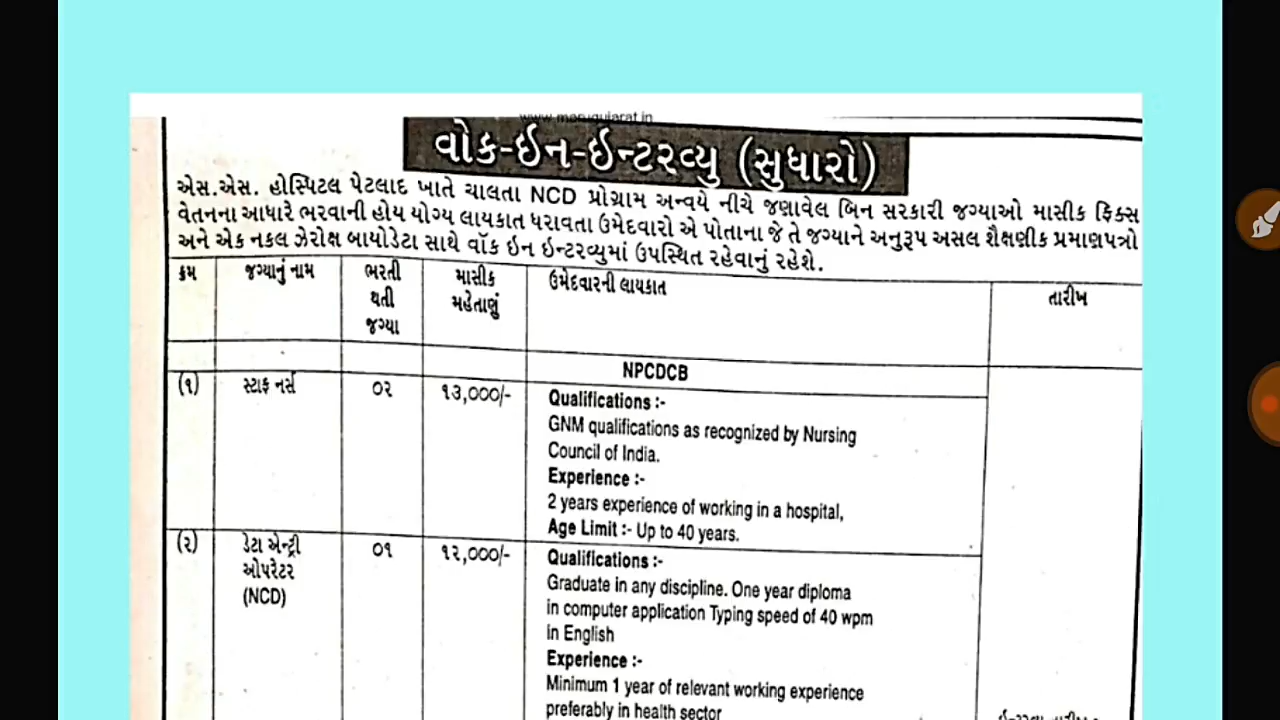 www.marugujarat.in
વોક-ઇન-ઇન્ટરવ્યુ (સુધારો)
એસ.એસ. હોસ્પિટલ પેટલાદ ખાતે ચાલતા NCD પ્રોગ્રામ અન્વયે નીચે જણાવેલ બિન સરકારી જગ્યાઓ માસીક ફિક્સ
વેતનના આધારે ભરવાની હોય યોગ્ય લાયકાત ધરાવતા ઉમેદવારો એ પોતાના જે તે જગ્યાને અનુરૂપ અસલ શૈક્ષણીક પ્રમાણપત્રો
અને એક નકલ ઝેરોક્ષ બાયોડેટા સાથે વૉક ઇન ઇન્ટરવ્યુમાં ઉપસ્થિત રહેવાનું રહેશે.
ક્રમ જગ્યાનું નામ ભરતી થતી જગ્યા માસીક મહેતાણું ઉમેદવારની લાયકાત તારીખ
NPCDCB
(૧) સ્ટાફ નર્સ ૦૨ ૧૩,૦૦૦/- Qualifications :-
GNM qualifications as recognized by Nursing
Council of India.
Experience :-
2 years experience of working in a hospital,
Age Limit :- Up to 40 years.
(૨) ડેટા એન્ટ્રી ૦૧ ૧૨,૦૦૦/- Qualifications :-
ઓપરેટર Graduate in any discipline. One year diploma
(NCD) in computer application Typing speed of 40 wpm
in English
Experience :-
Minimum 1 year of relevant working experience
preferably in health sector